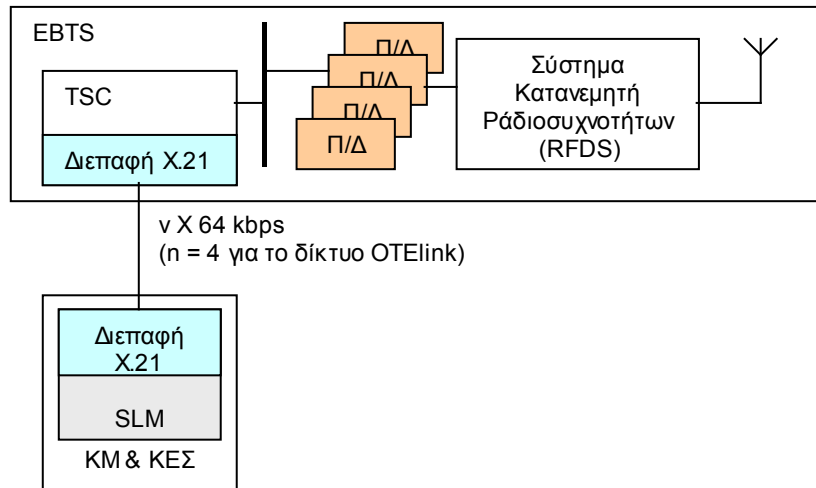 EBTS
TSC
Διεπαφή Χ.21
Π/Δ
Π/Δ
Π/Δ
Π/Δ
Σύστημα
Κατανεμητή
Ράδιοσυχνοτήτων
(RFDS)
ν Χ 64 kbps
(n = 4 για το δίκτυο OTElink)
Διεπαφή
Χ.21
SLM
ΚΜ & ΚΕΣ